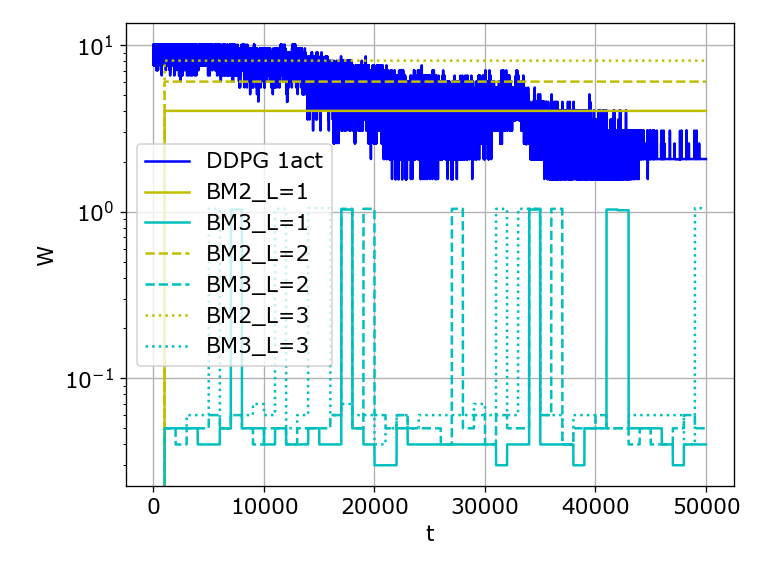 10^1
10^0
10^-1
W
DDPG 1act
BM2_L=1
BM3_L=1
BM2_L=2
BM3_L=2
BM2_L=3
BM3_L=3
0 10000 20000 30000 40000 50000
t